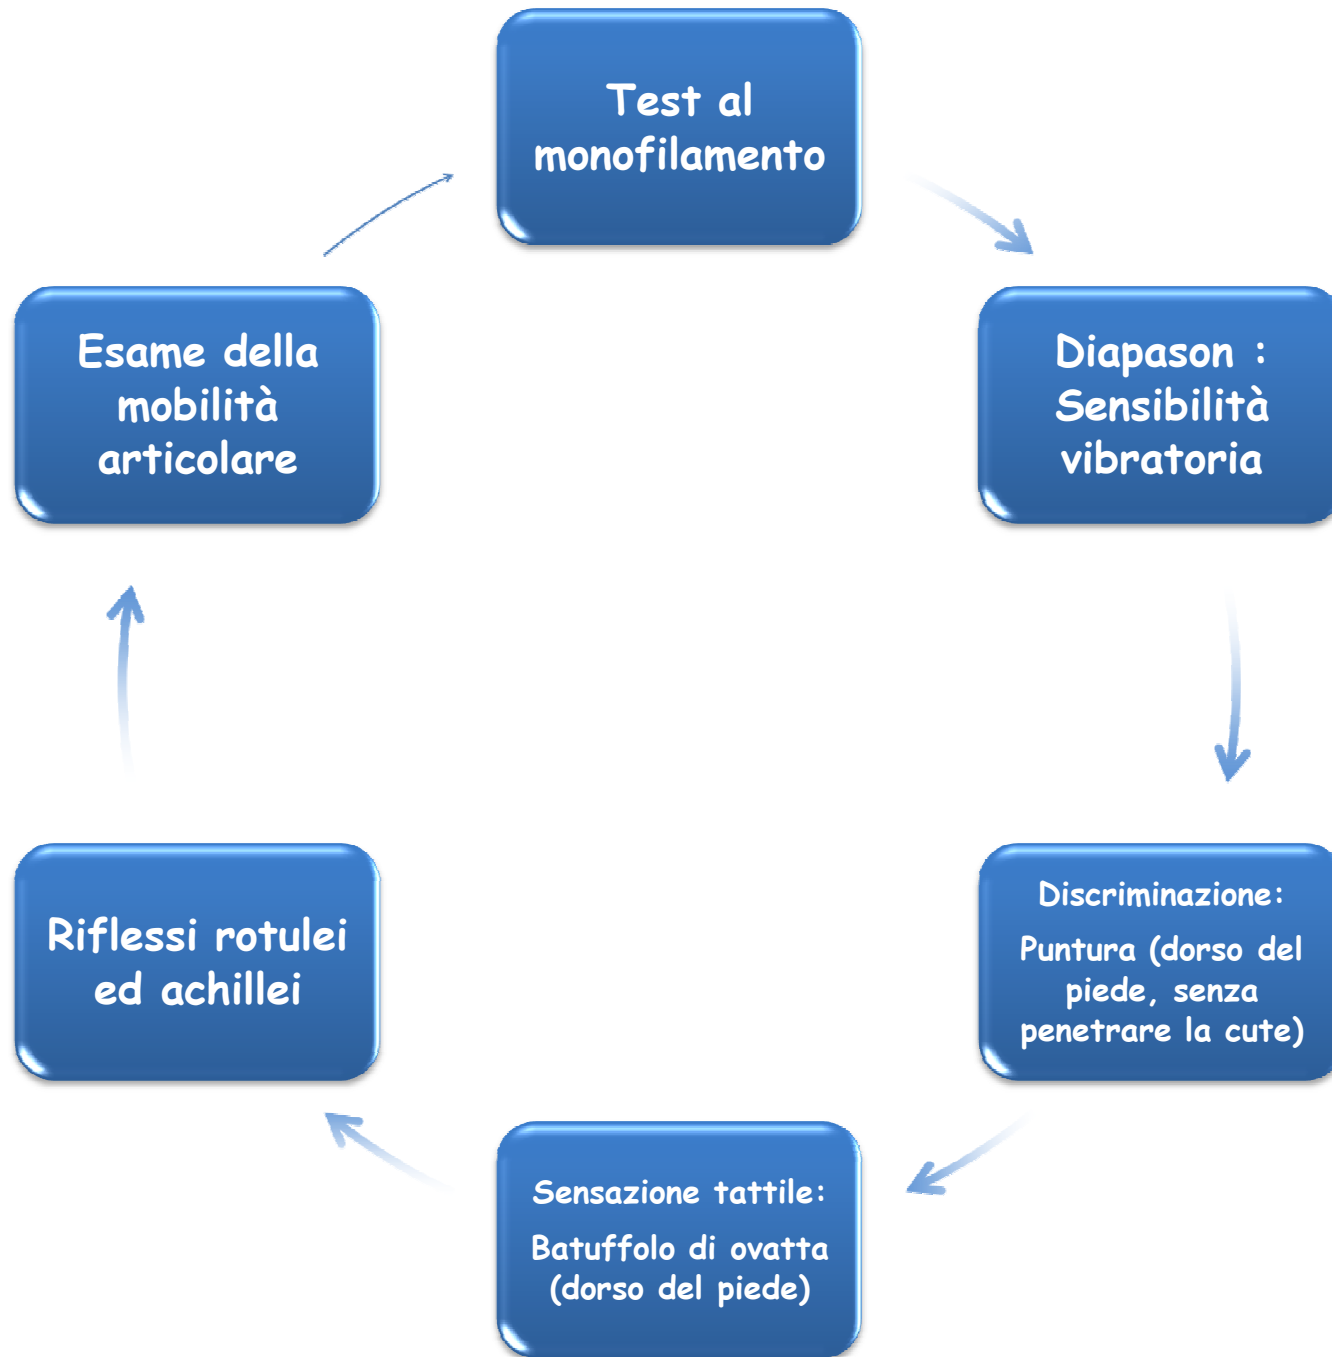 Test al
monofilamento
Diapason :
Sensibilità
vibratoria
Discriminazione:
Puntura (dorso del
piede, senza
penetrare la cute)
Sensazione tattile:
Batuffolo di ovatta
(dorso del piede)
Riflessi rotulei
ed achillei
Esame della
mobilità
articolare